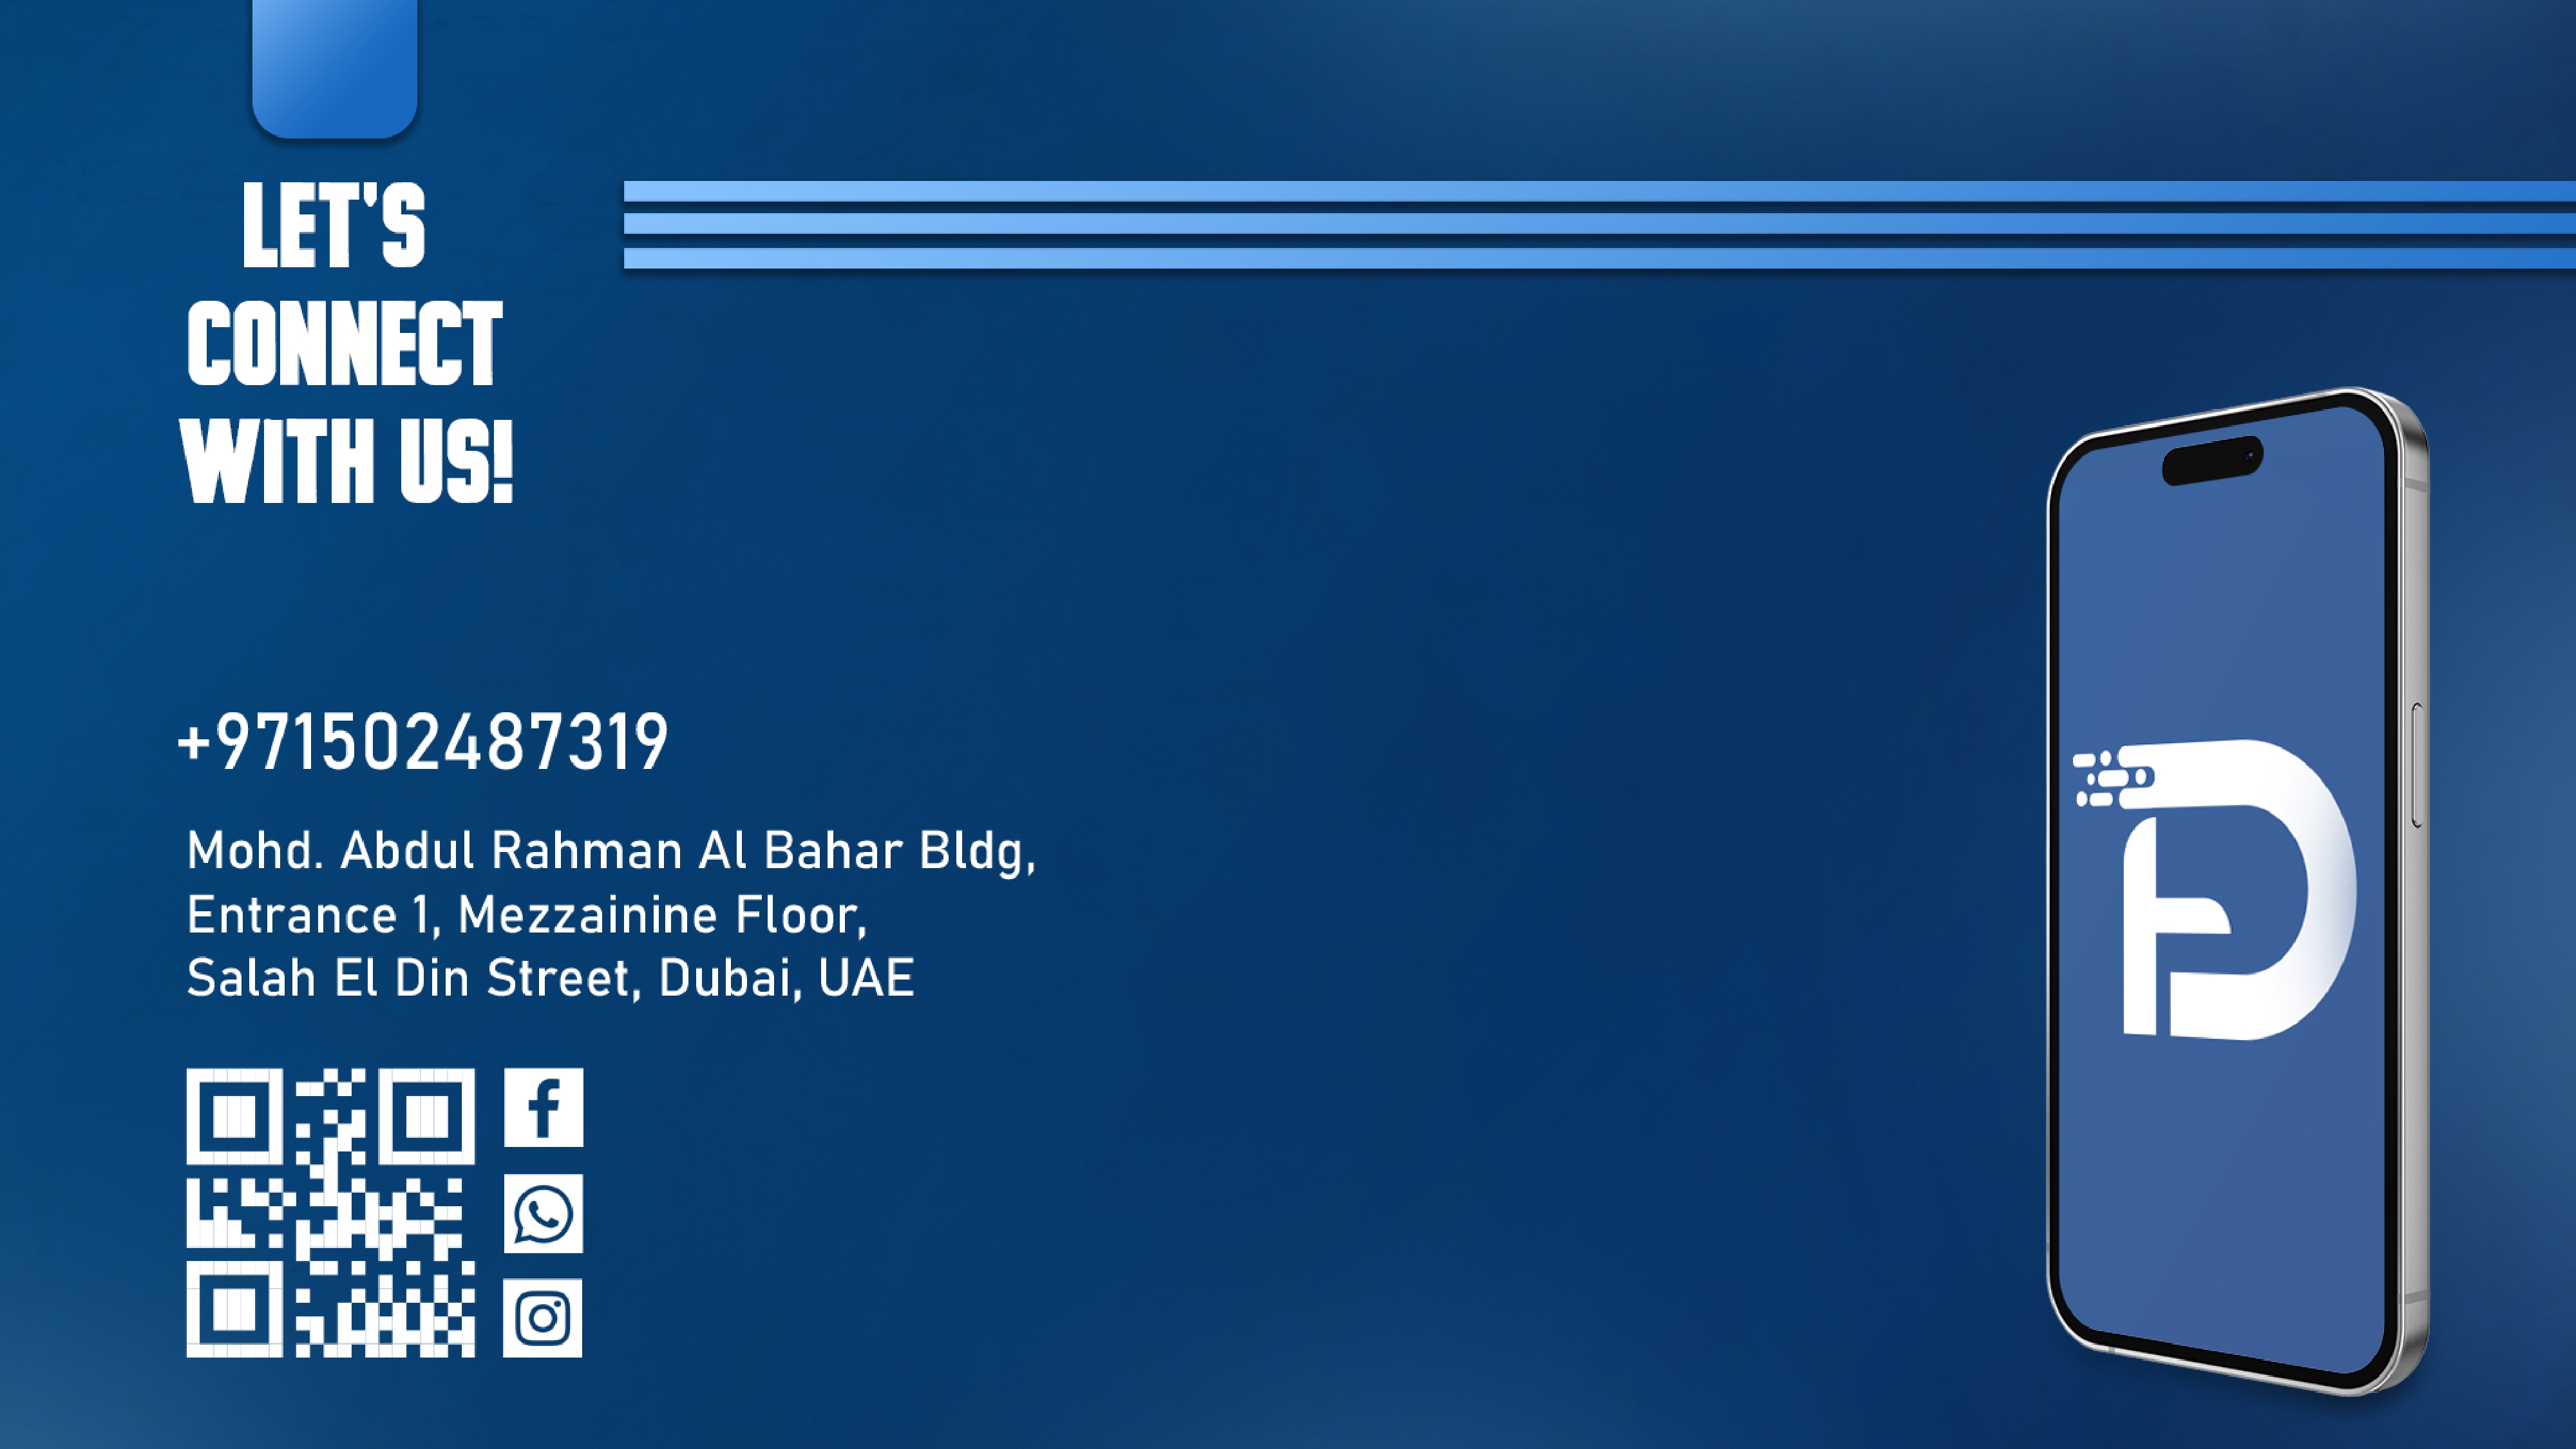 LET'S
CONNECT
WITH US!
+971502487319
Mohd. Abdul Rahman Al Bahar Bldg,
Entrance 1, Mezzainine Floor,
Salah El Din Street, Dubai, UAE